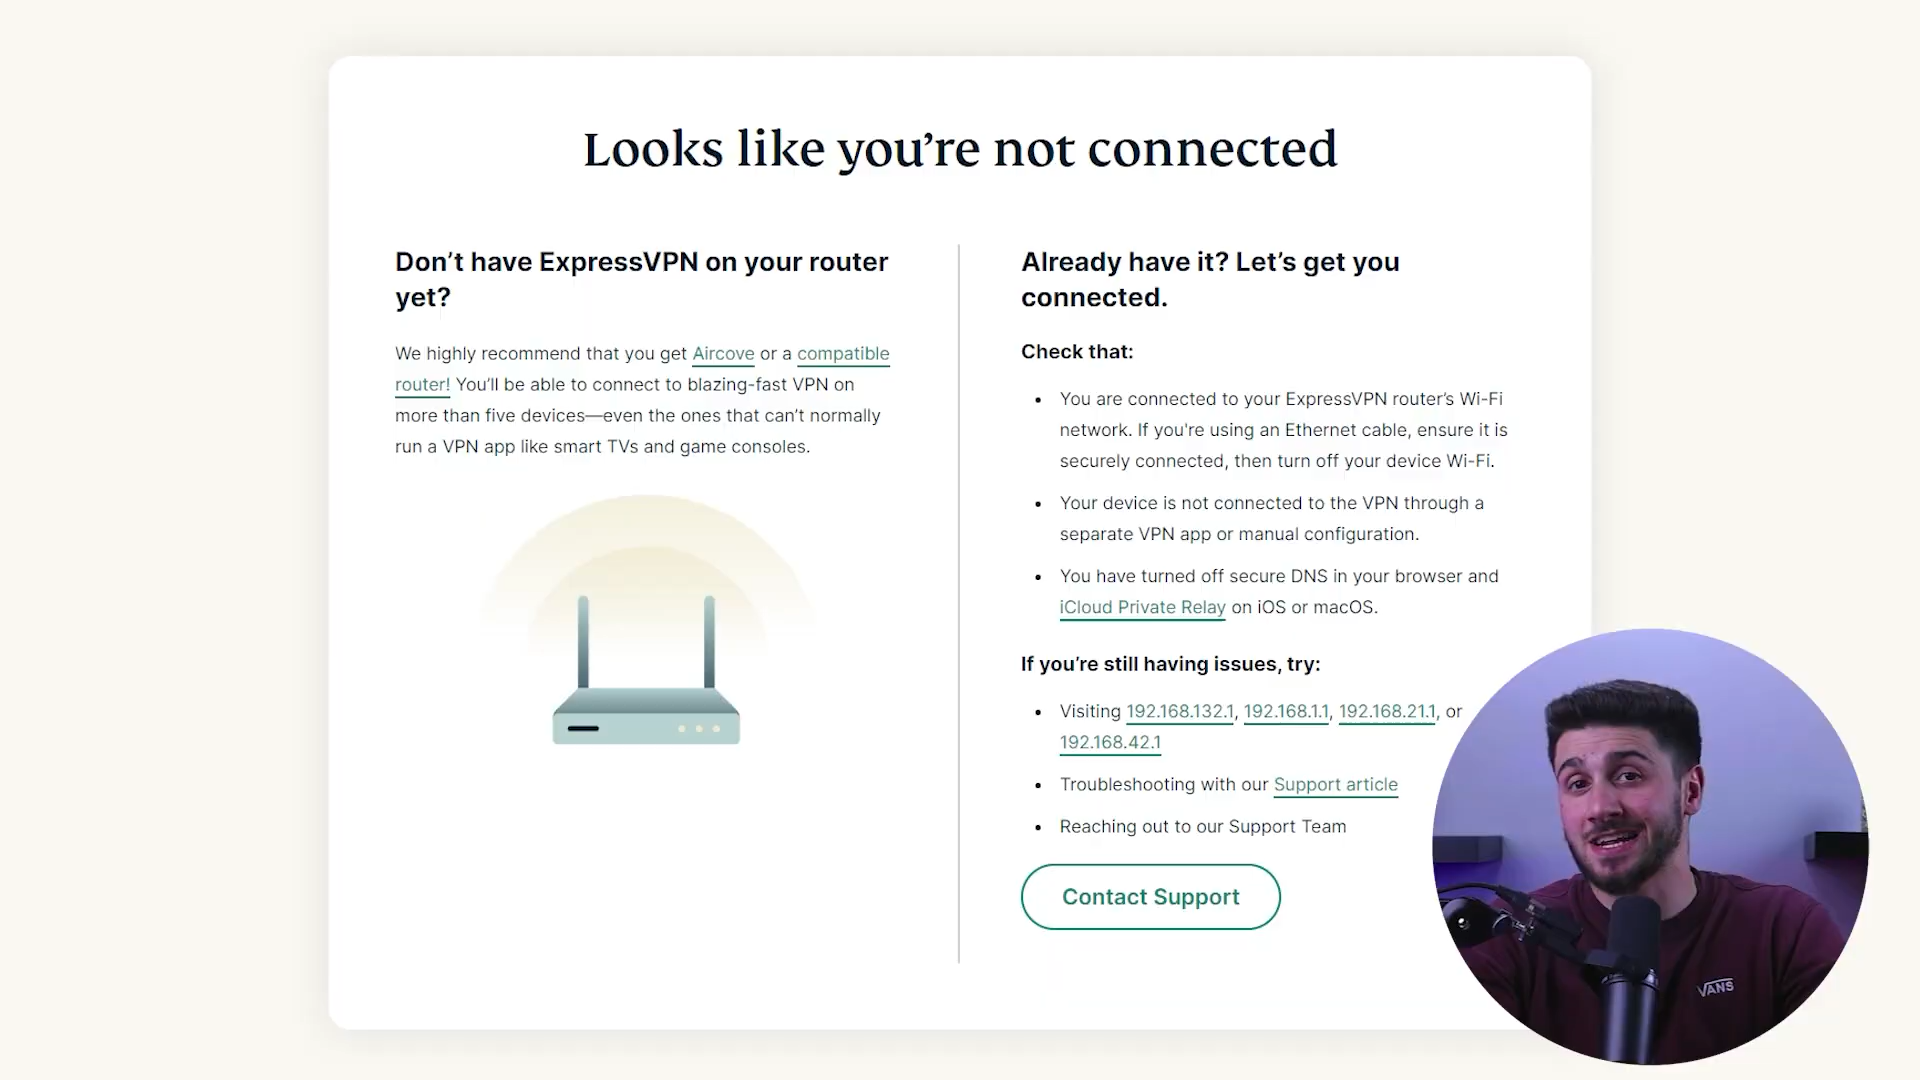 Looks like you’re not connected
Don’t have ExpressVPN on your router
yet?
We highly recommend that you get Aircove or a compatible
router! You’ll be able to connect to blazing-fast VPN on
more than five devices—even the ones that can’t normally
run a VPN app like smart TVs and game consoles.
Already have it? Let’s get you
connected.
Check that:
• You are connected to your ExpressVPN router’s Wi-Fi
network. If you're using an Ethernet cable, ensure it is
securely connected, then turn off your device Wi-Fi.
• Your device is not connected to the VPN through a
separate VPN app or manual configuration.
• You have turned off secure DNS in your browser and
iCloud Private Relay on iOS or macOS.
If you’re still having issues, try:
• Visiting 192.168.132.1, 192.168.1.1, 192.168.21.1, or
192.168.42.1
• Troubleshooting with our Support article
• Reaching out to our Support Team
Contact Support
VANS